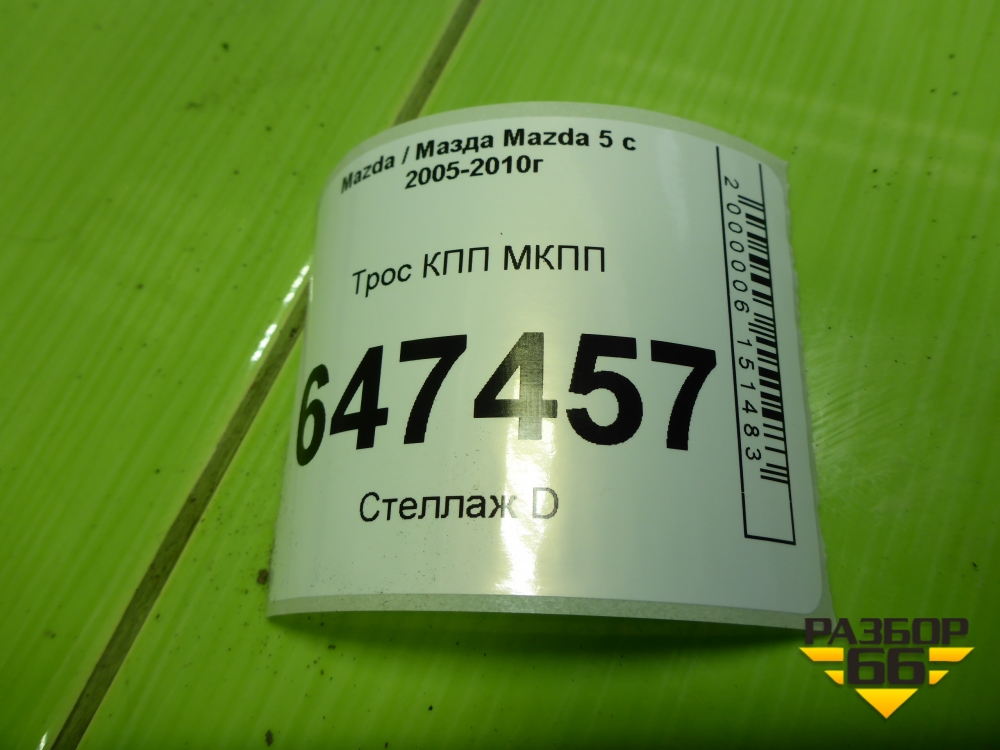 Mazda / Мазда Mazda 5 с
2005-2010г
Трос КПП МКПП
647457
Стеллаж D
2000006151483
РАЗБОР
66